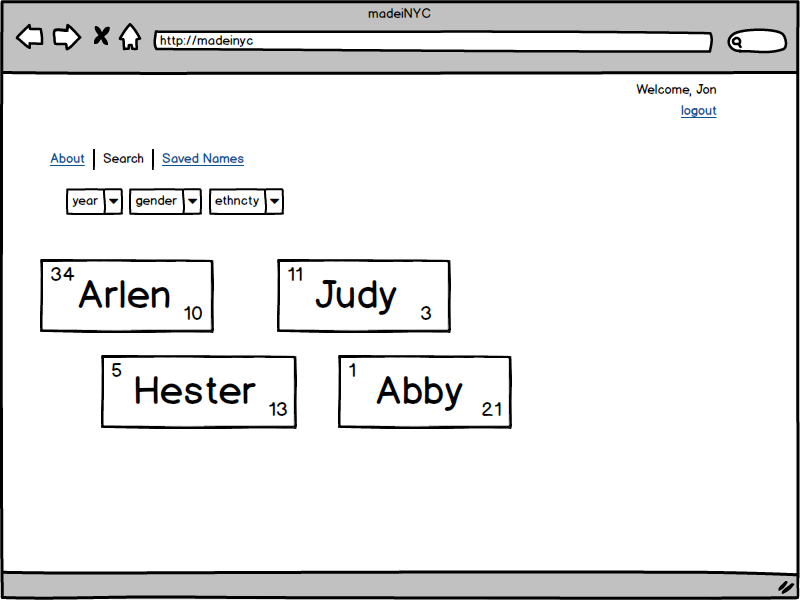 madeiNYC
http://madeinyc
Welcome, Jon
logout
About Search Saved Names
year gender ethncty
34 Arlen 10
11 Judy 3
5 Hester 13
1 Abby 21